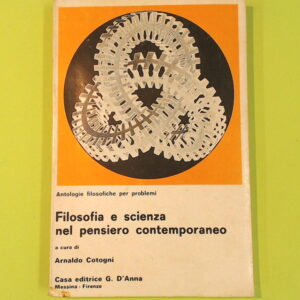 Antologie filosofiche per problemi
Filosofia e scienza
nel pensiero contemporaneo
a cura di
Arnaldo Cotogni
Casa editrice G. D'Anna
Messina - Firenze